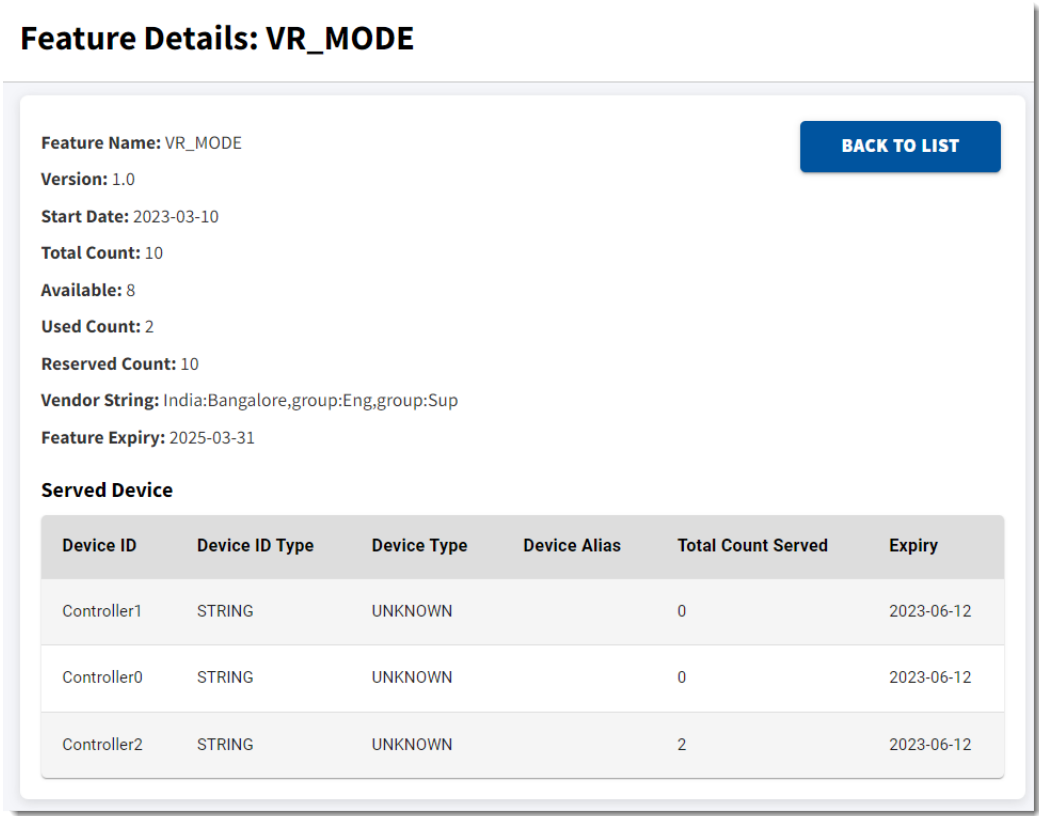 Feature Details: VR_MODE
Feature Name: VR_MODE
BACK TO LIST
Version: 1.0
Start Date: 2023-03-10
Total Count: 10
Available: 8
Used Count: 2
Reserved Count: 10
Vendor String: India:Bangalore,group:Eng,group:Sup
Feature Expiry: 2025-03-31
Served Device
Device ID Device ID Type Device Type Device Alias Total Count Served Expiry
Controller1 STRING UNKNOWN 0 2023-06-12
Controller0 STRING UNKNOWN 0 2023-06-12
Controller2 STRING UNKNOWN 2 2023-06-12